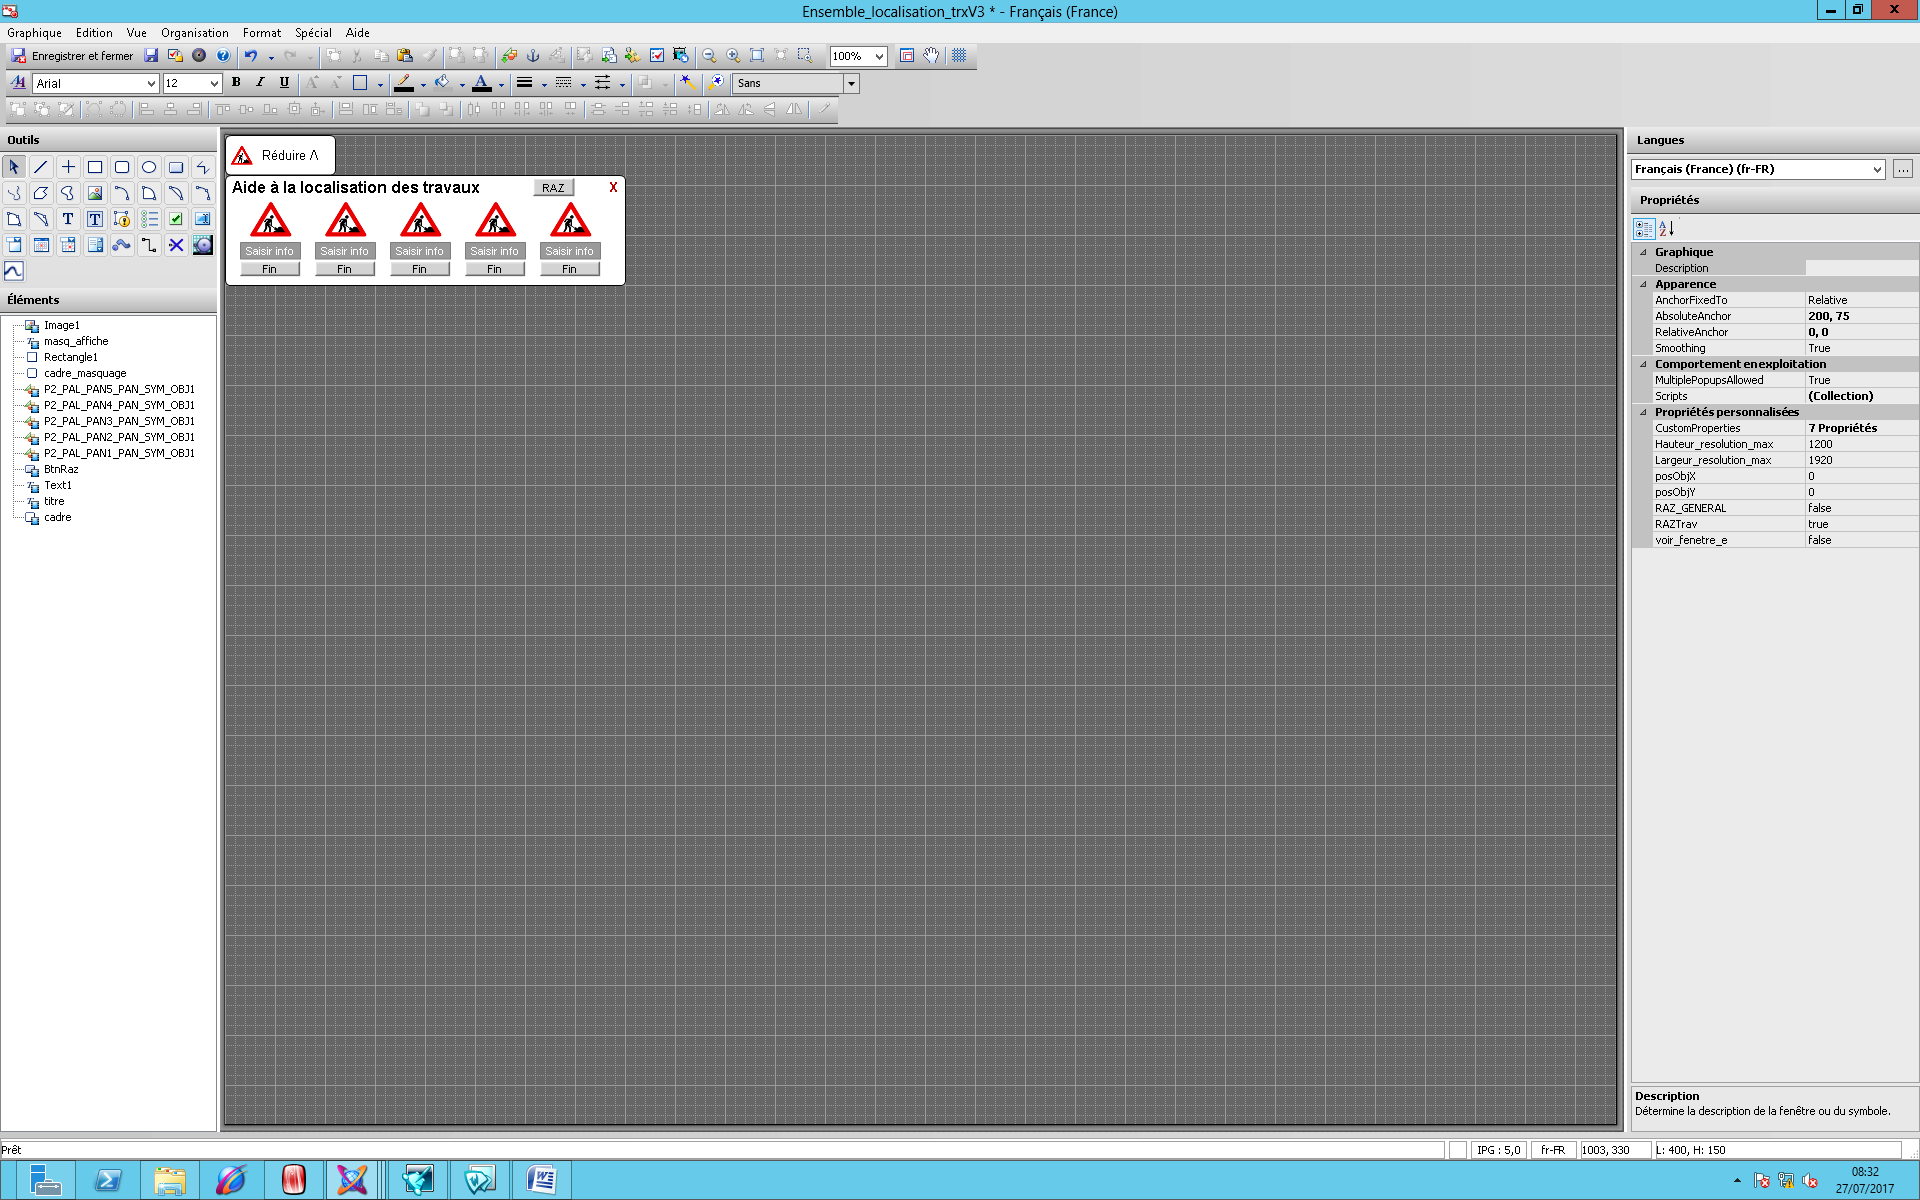 Ensemble_localisation_trxV3 * - Français (France)
Graphique Edition Vue Organisation Format Spécial Aide
Enregistrer et fermer 100%
Arial 12 B I U Sans
Outils
Éléments
Image1
masq_affiche
Rectangle1
cadre_masquage
P2_PAL_PAN5_PAN_SYM_OBJ1
P2_PAL_PAN4_PAN_SYM_OBJ1
P2_PAL_PAN3_PAN_SYM_OBJ1
P2_PAL_PAN2_PAN_SYM_OBJ1
P2_PAL_PAN1_PAN_SYM_OBJ1
BtnRaz
Text1
titre
cadre
Réduire Λ
Aide à la localisation des travaux RAZ X
Saisir info Saisir info Saisir info Saisir info Saisir info
Fin Fin Fin Fin Fin
Langues
Français (France) (fr-FR) ...
Propriétés
Graphique
Description
Apparence
AnchorFixedTo Relative
AbsoluteAnchor 200, 75
RelativeAnchor 0, 0
Smoothing True
Comportement en exploitation
MultiplePopupsAllowed True
Scripts (Collection)
Propriétés personnalisées
CustomProperties 7 Propriétés
Hauteur_resolution_max 1200
Largeur_resolution_max 1920
posObjX 0
posObjY 0
RAZ_GENERAL false
RAZTrav true
voir_fenetre_e false
Description
Détermine la description de la fenêtre ou du symbole.
Prêt IPG : 5,0 fr-FR 1003, 330 L: 400, H: 150
08:32
27/07/2017